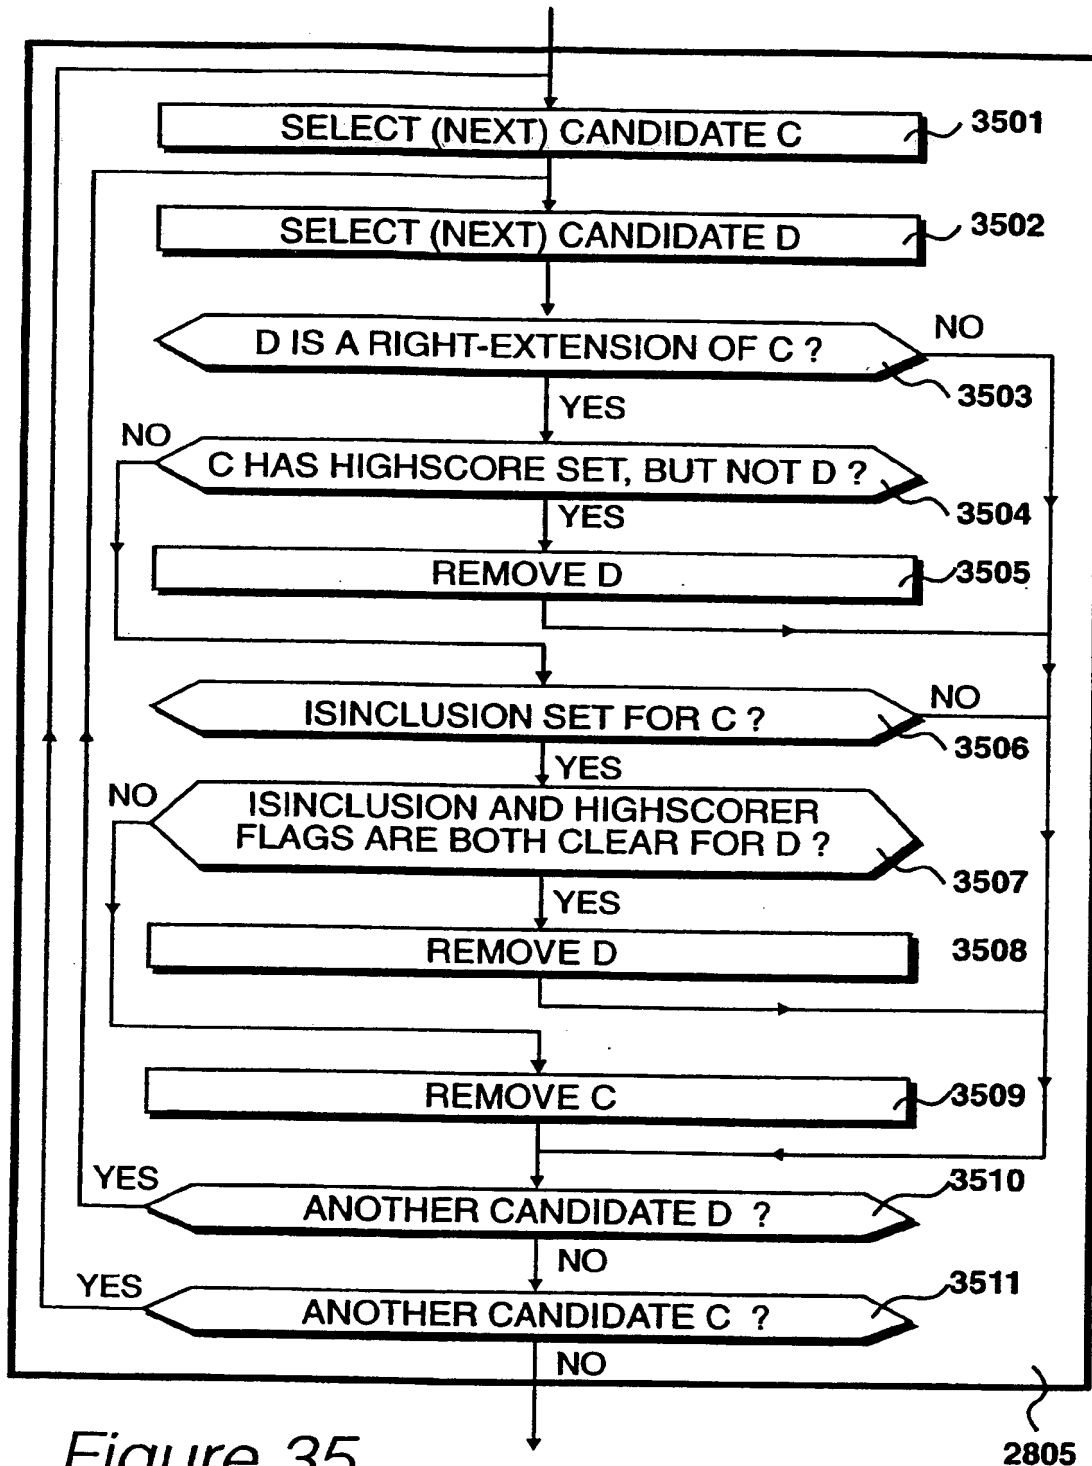 SELECT (NEXT) CANDIDATE C
3501
SELECT (NEXT) CANDIDATE D
3502
D IS A RIGHT-EXTENSION OF C ?
NO
3503
YES
NO
C HAS HIGHSCORE SET, BUT NOT D ?
3504
YES
REMOVE D
3505
ISINCLUSION SET FOR C ?
NO
3506
YES
NO
ISINCLUSION AND HIGHSCORER
FLAGS ARE BOTH CLEAR FOR D ?
3507
YES
REMOVE D
3508
REMOVE C
3509
YES
ANOTHER CANDIDATE D ?
3510
NO
YES
ANOTHER CANDIDATE C ?
3511
NO
2805
Figure 35